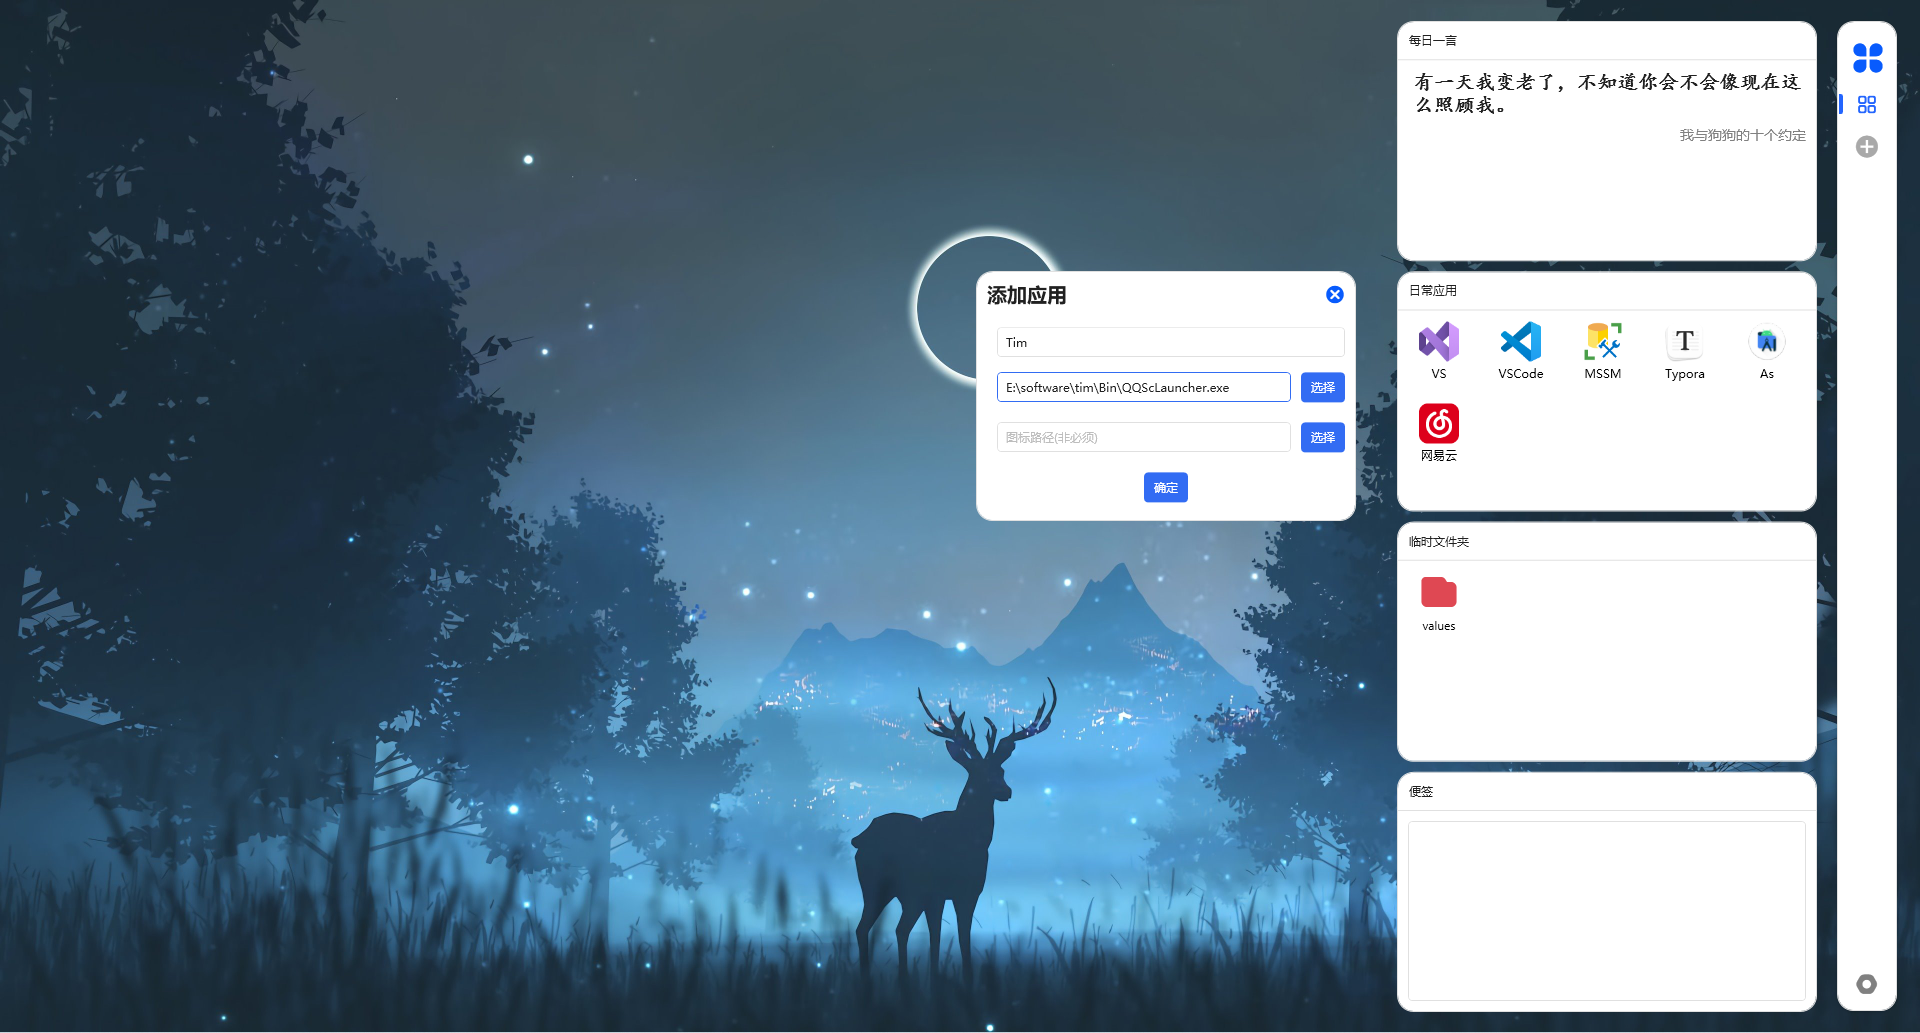 每日一言
有一天我变老了，不知道你会不会像现在这
么照顾我。
我与狗狗的十个约定
添加应用
Tim
E:\software\tim\Bin\QQScLauncher.exe
选择
图标路径(非必须)
选择
确定
日常应用
VS
VSCode
MSSM
T
Typora
AI
As
网易云
临时文件夹
values
便签